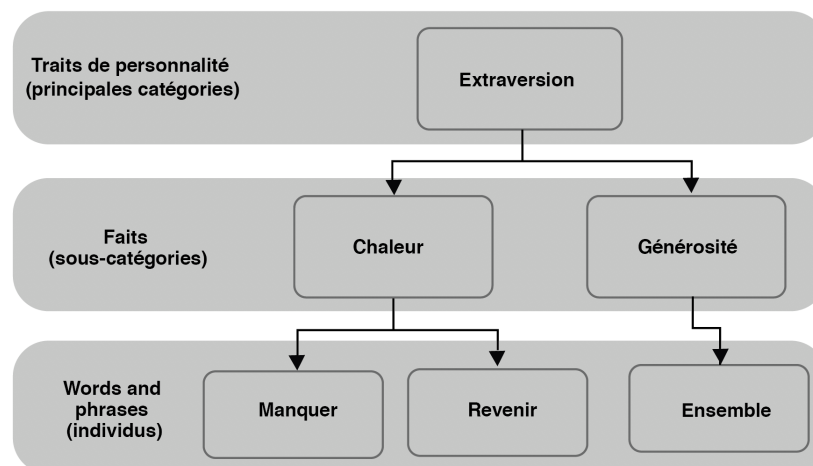 Traits de personnalité
(principales catégories)
Extraversion
Faits
(sous-catégories)
Chaleur
Générosité
Words and
phrases
(individus)
Manquer
Revenir
Ensemble